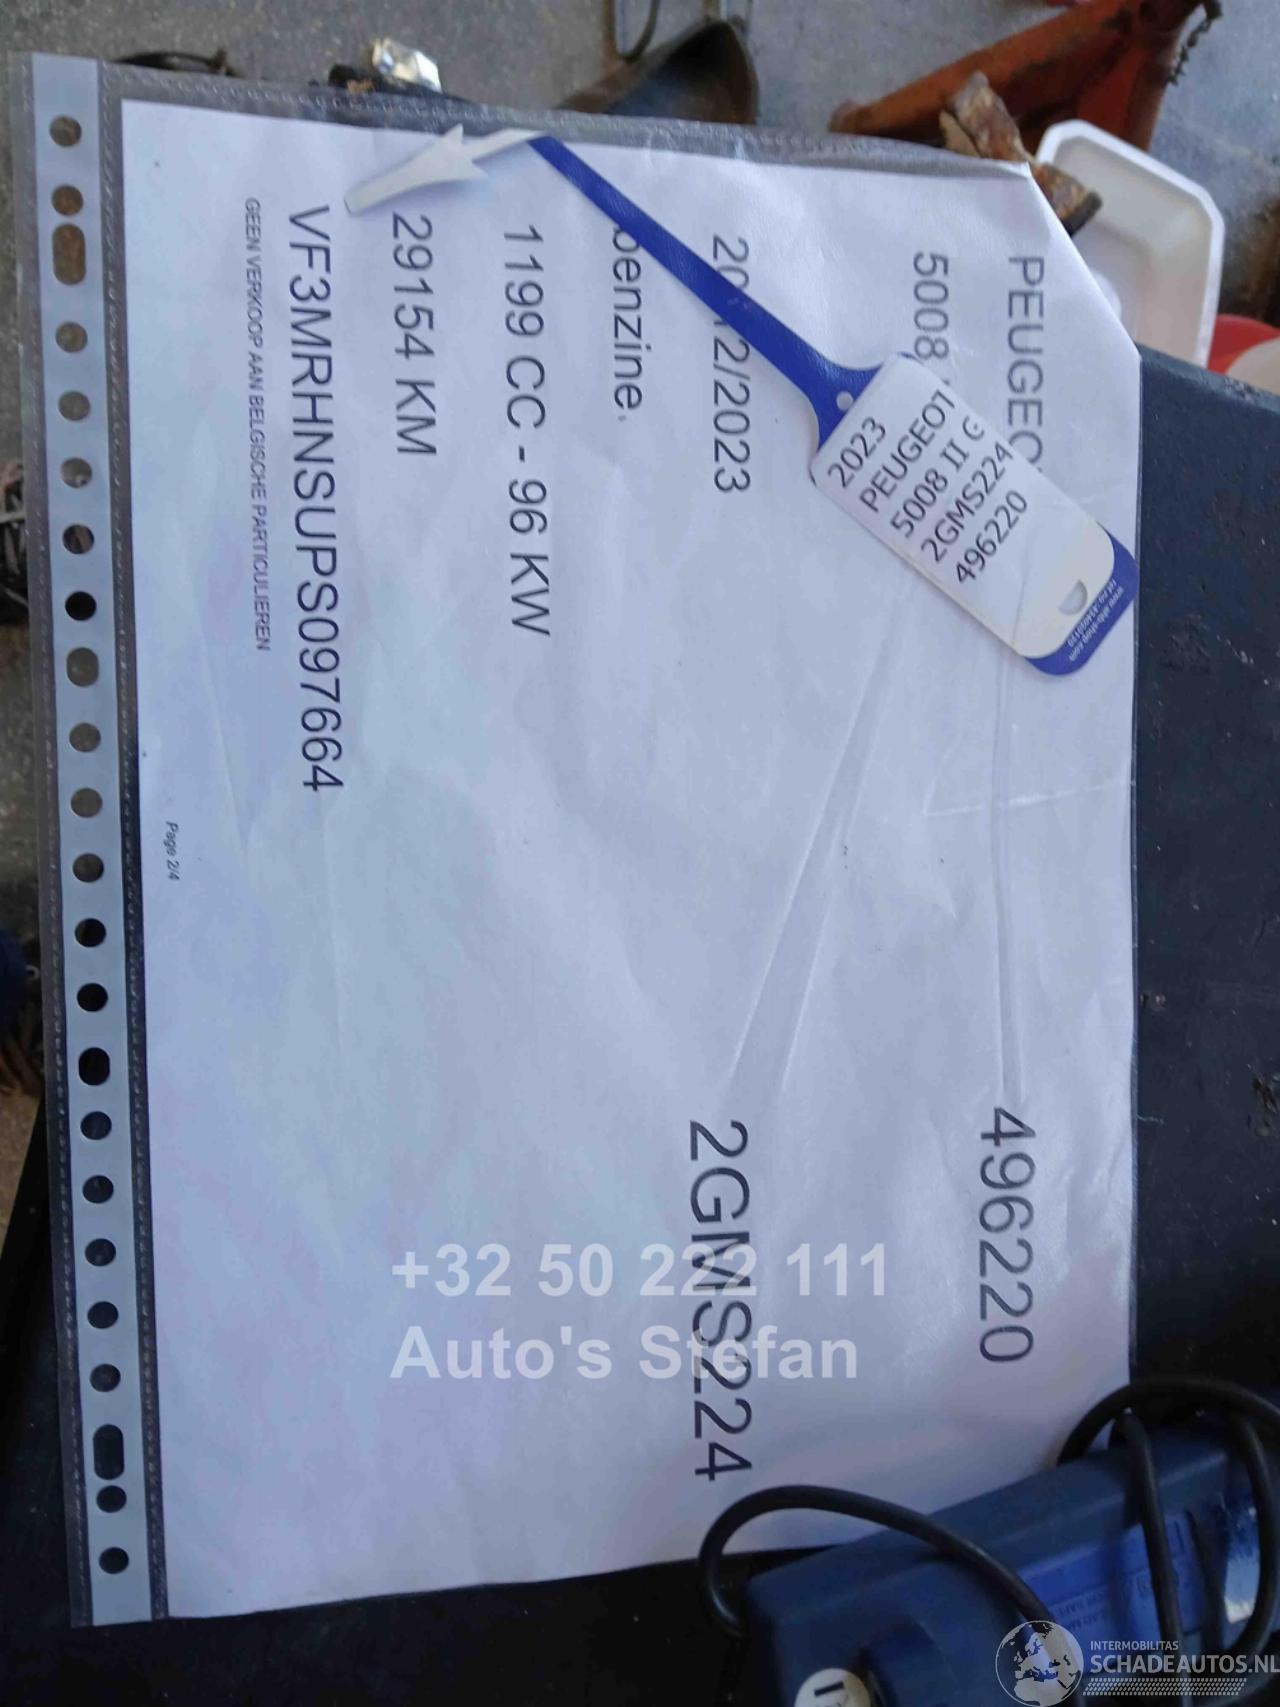 PEUGEO
496220
5008
20 12/2023
2GMS224
benzine.
1199 CC - 96 KW
29154 KM
VF3MRHNSUPS097664
GEEN VERKOOP AAN BELGISCHE PARTICULIEREN
Page 2/4
2023
PEUGEOT
5008 II G
2GMS224
496220
+32 50 222 111
Auto's Stefan
INTERMOBILITAS
SCHADEAUTOS.NL